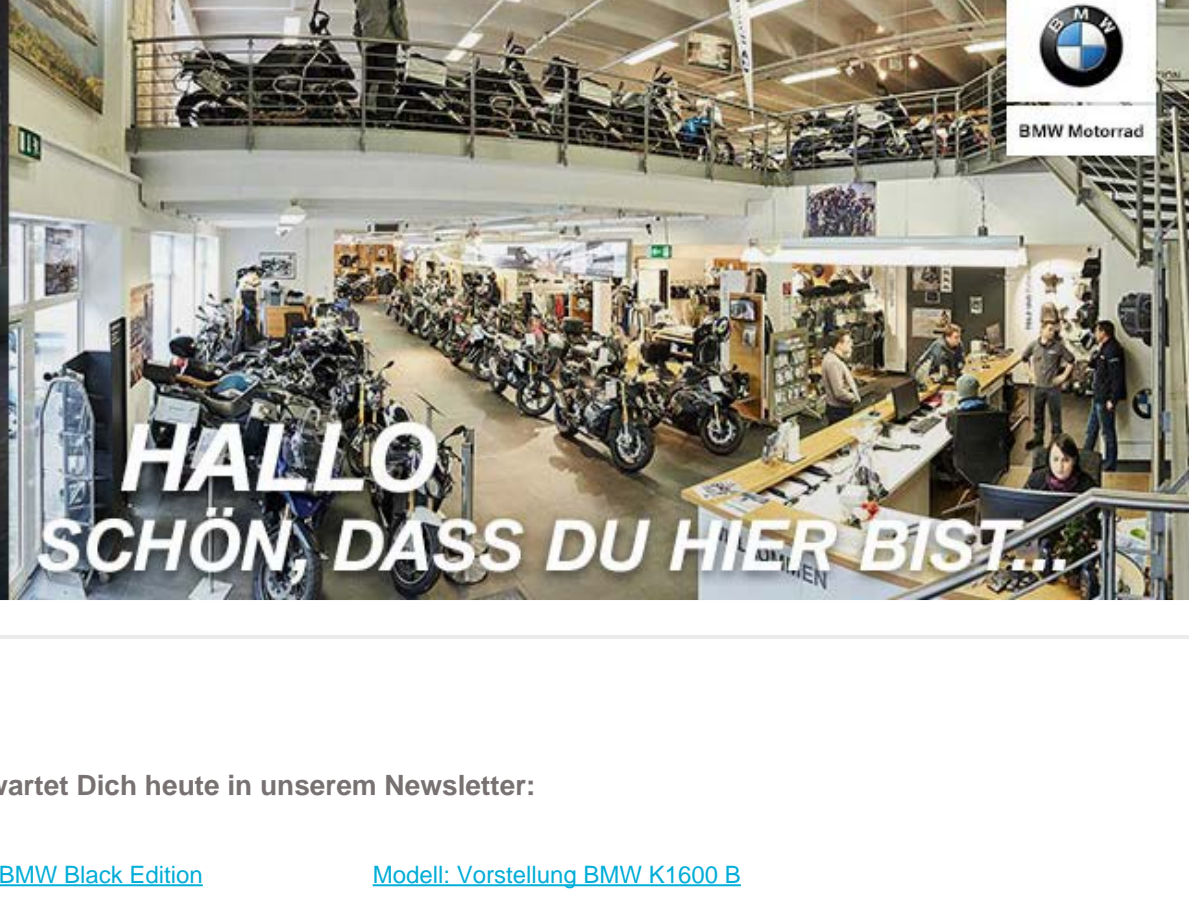 BMW
BMW Motorrad
HALLO
SCHÖN, DASS DU HIER BIST...
wartet Dich heute in unserem Newsletter:
BMW Black Edition
Modell: Vorstellung BMW K1600 B